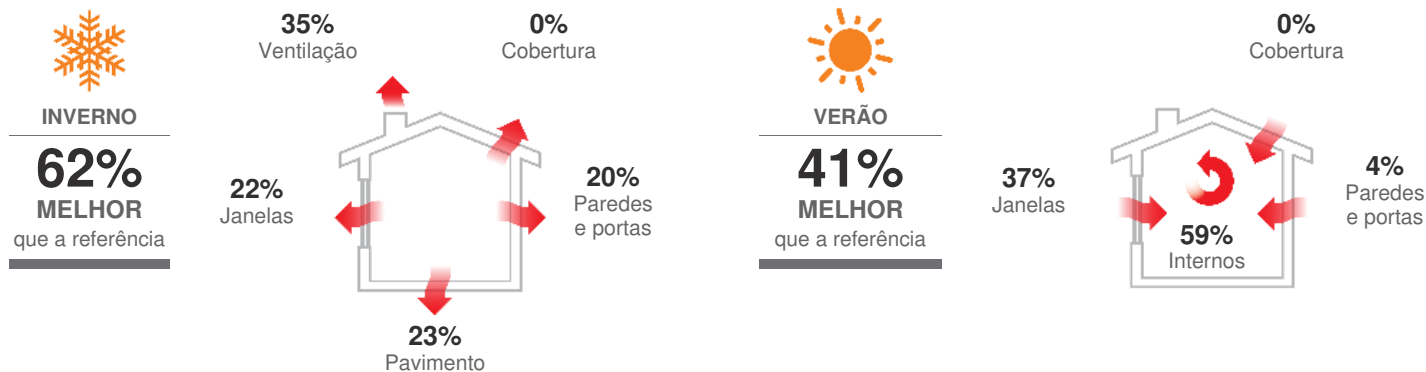 INVERNO
62%
MELHOR
que a referência
35%
Ventilação
0%
Cobertura
22%
Janelas
20%
Paredes
e portas
23%
Pavimento
VERÃO
41%
MELHOR
que a referência
0%
Cobertura
37%
Janelas
4%
Paredes
e portas
59%
Internos